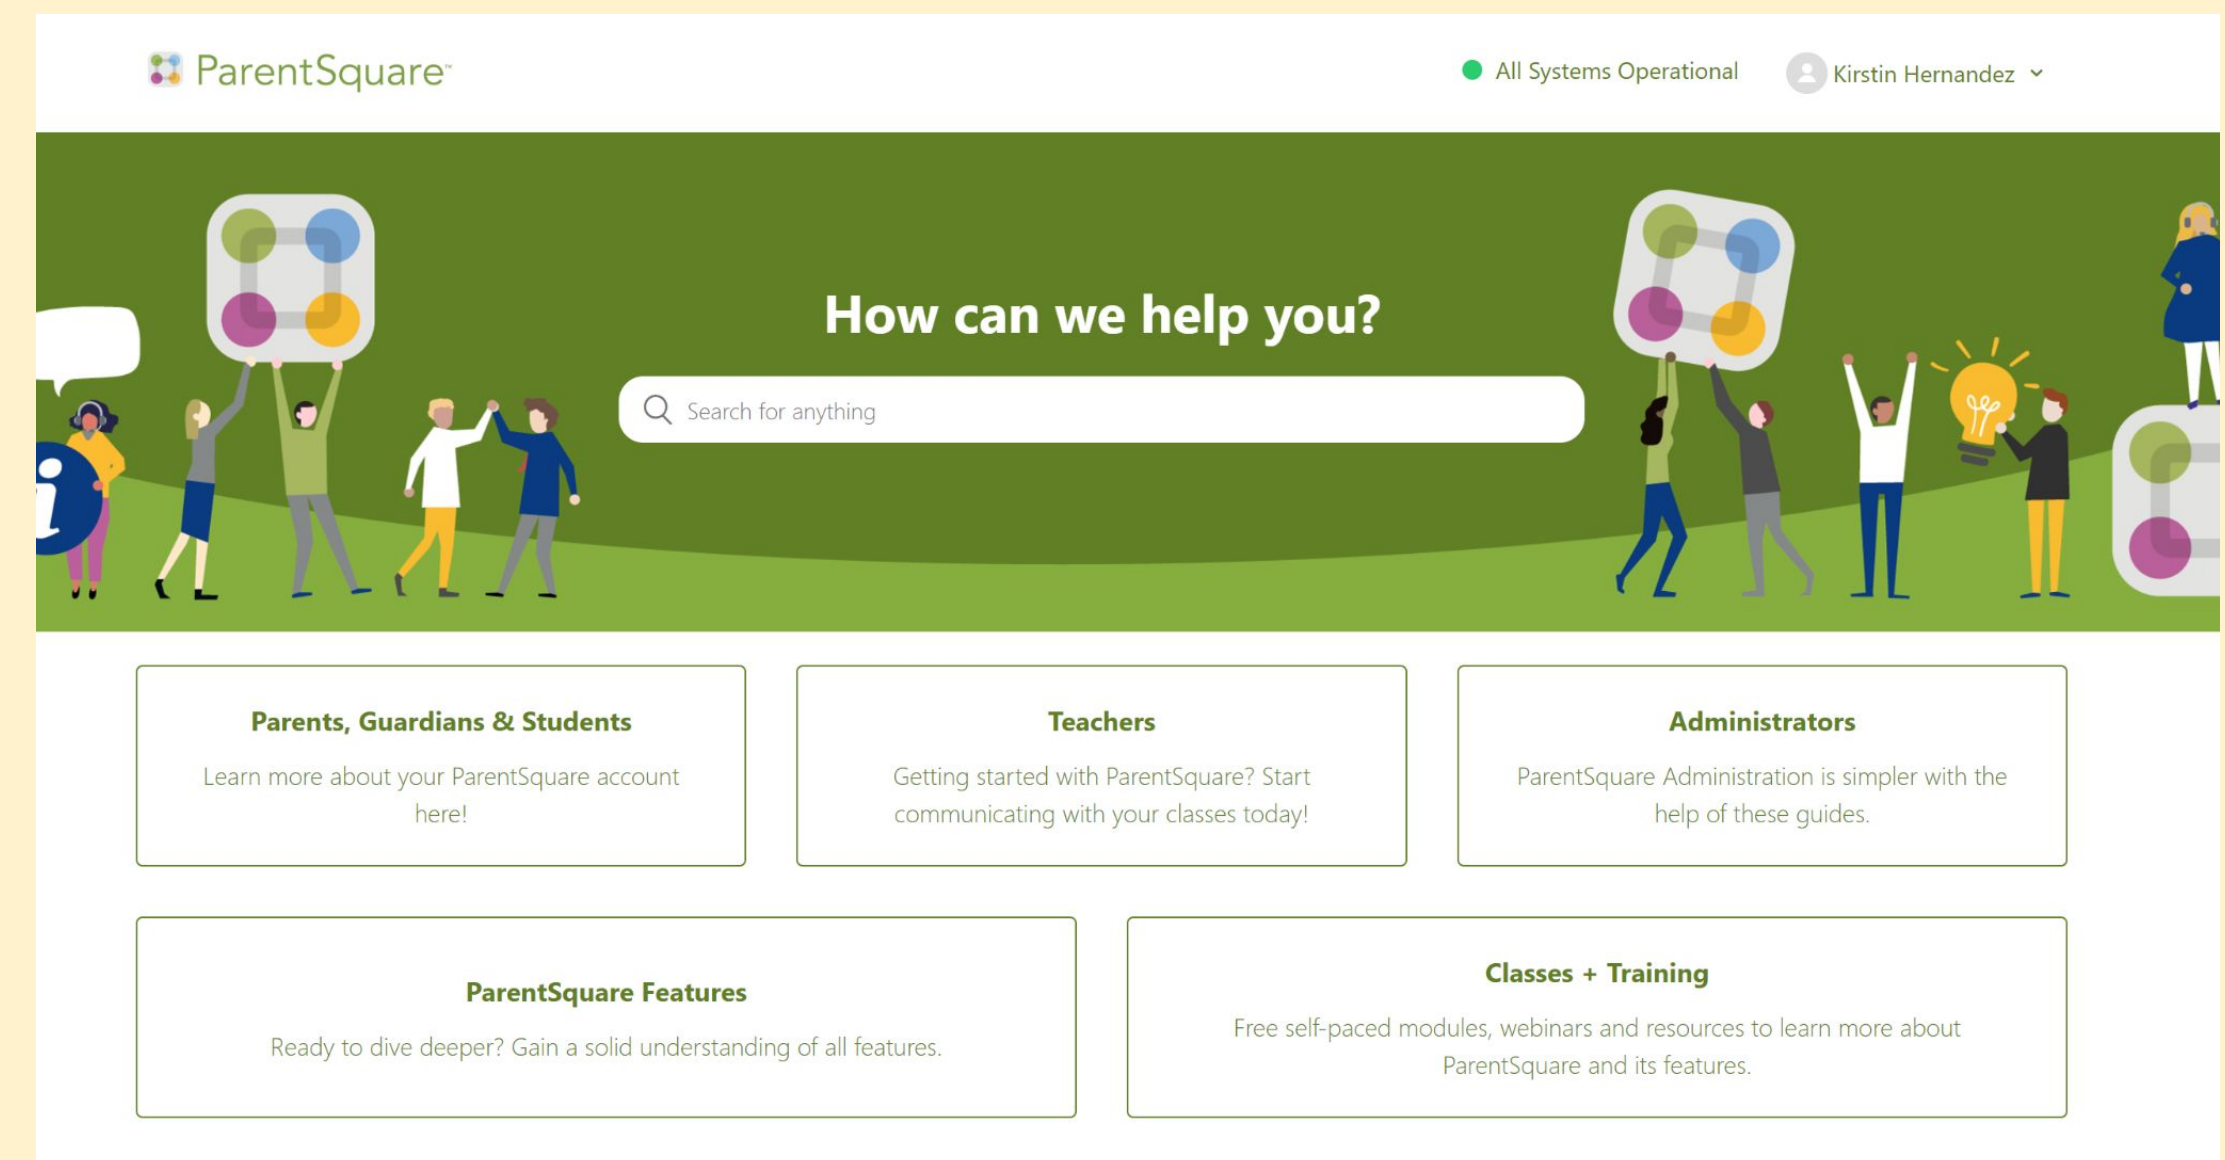 ParentSquare™
All Systems Operational
Kirstin Hernandez
How can we help you?
Search for anything
i
Parents, Guardians & Students
Learn more about your ParentSquare account
here!
Teachers
Getting started with ParentSquare? Start
communicating with your classes today!
Administrators
ParentSquare Administration is simpler with the
help of these guides.
ParentSquare Features
Ready to dive deeper? Gain a solid understanding of all features.
Classes + Training
Free self-paced modules, webinars and resources to learn more about
ParentSquare and its features.